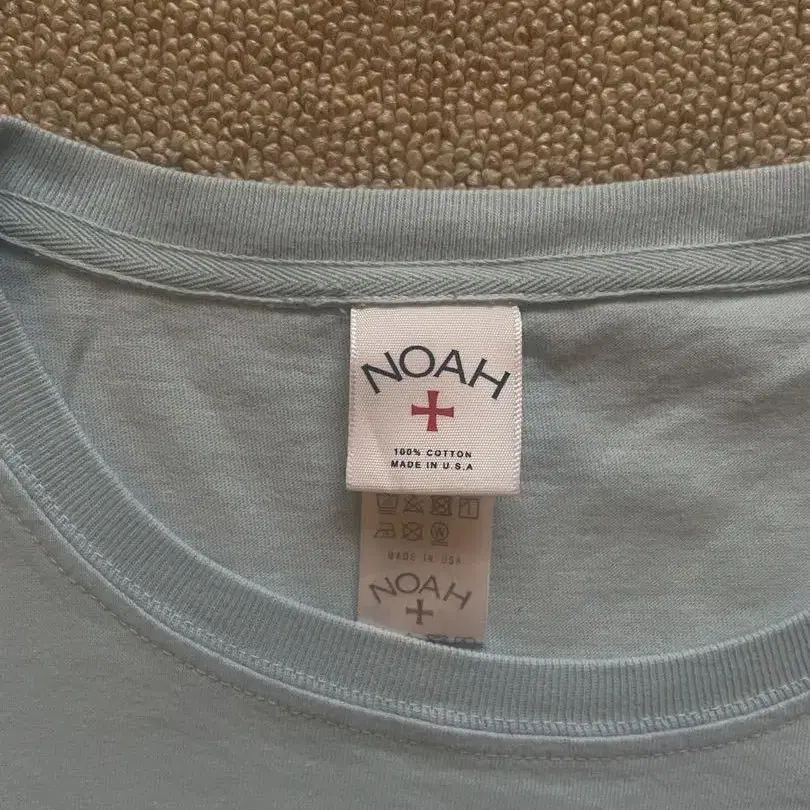 NOAH
100% COTTON
MADE IN U.S.A
MADE IN USA
NOAH